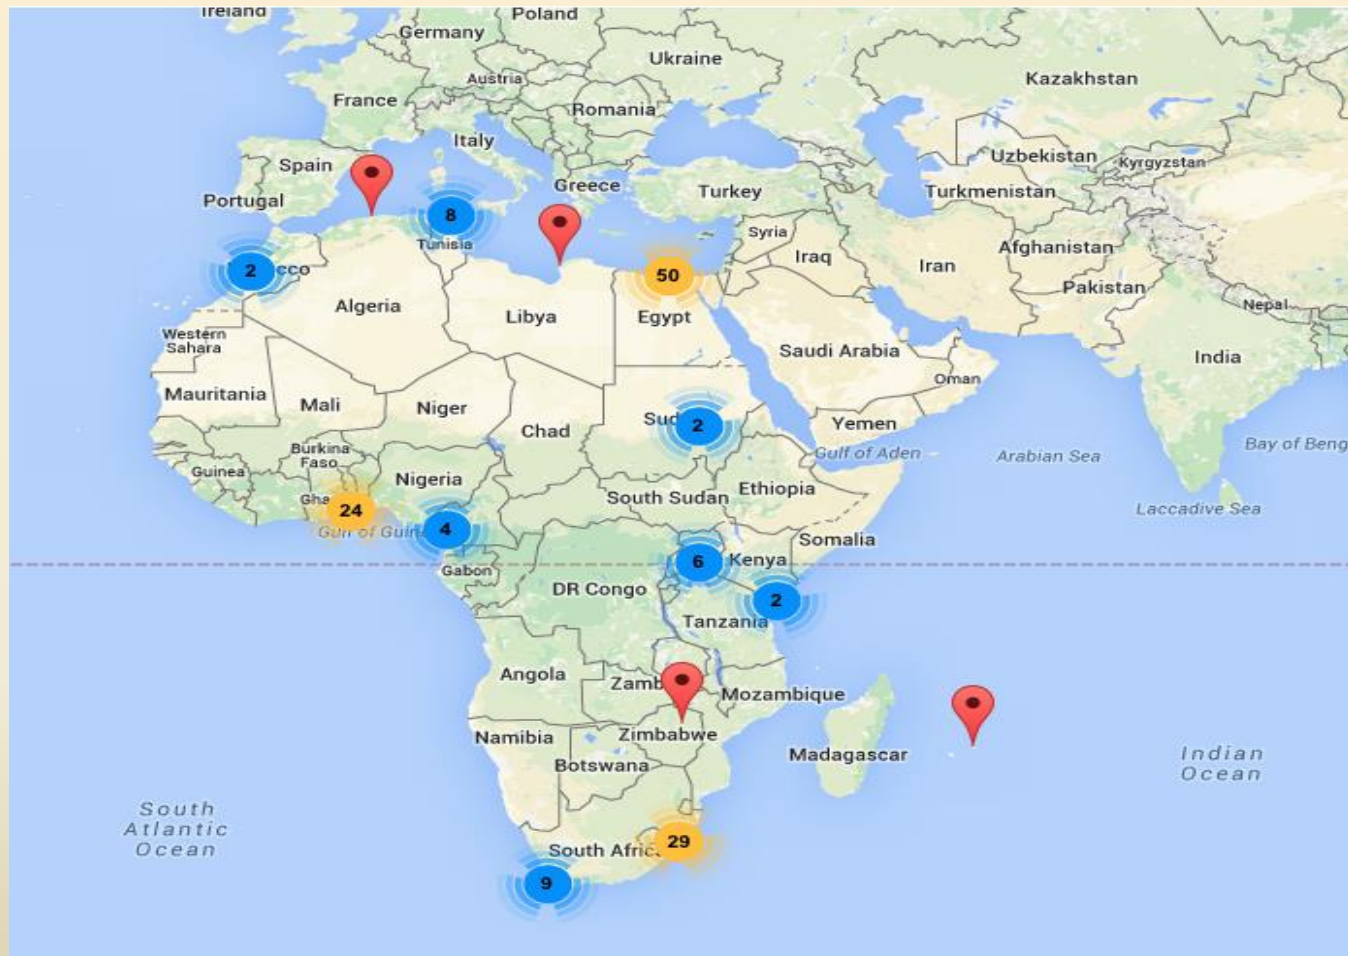 Ireland
Poland
Germany
Ukraine
Kazakhstan
Austria
France
Romania
Italy
Uzbekistan
Kyrgyzstan
Spain
Greece
Turkey
Turkmenistan
Portugal
8
Tunisia
Syria
Afghanistan
Iraq
Iran
2
cco
50
Pakistan
Algeria
Libya
Egypt
Nepal
Western
Sahara
Saudi Arabia
India
Oman
Mauritania
Mali
Niger
Chad
Sud
2
Yemen
Burkina
Faso
Gulf of Aden
Arabian Sea
Bay of Beng
Guinea
Nigeria
South Sudan
Ethiopia
Gha
24
Laccadive Sea
Gulf of Guin
4
Somalia
6
Kenya
Gabon
DR Congo
2
Tanzania
Angola
Zamb
Mozambique
Namibia
Zimbabwe
Madagascar
Indian
Ocean
Botswana
South
Atlantic
Ocean
South Afric
29
9